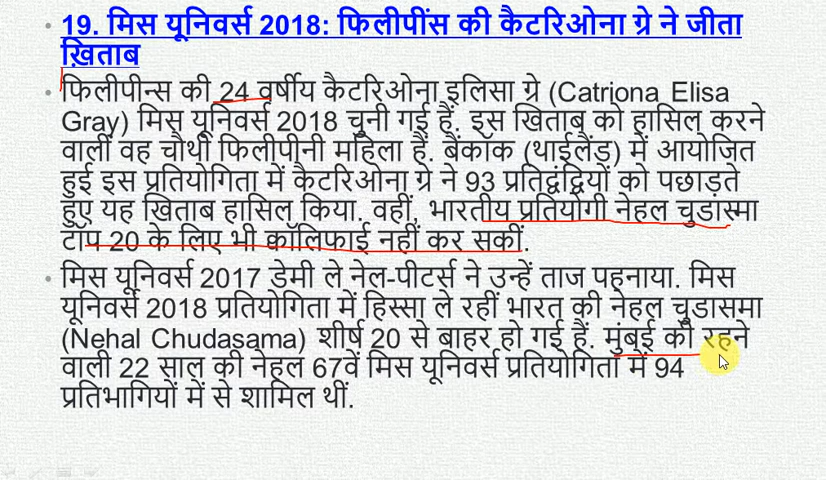 • 19. मिस यूनिवर्स 2018: फिलीपींस की कैटरिओना ग्रे ने जीता
ख़िताब
• फिलीपीन्स की 24 वर्षीय कैटरिओना इलिसा ग्रे (Catriona Elisa
Gray) मिस यूनिवर्स 2018 चुनी गई हैं. इस खिताब को हासिल करने
वालीं वह चौथी फिलीपीनी महिला हैं. बैंकॉक (थाईलैंड) में आयोजित
हुई इस प्रतियोगिता में कैटरिओना ग्रे ने 93 प्रतिद्वंद्वियों को पछाड़ते
हुए यह खिताब हासिल किया. वहीं, भारतीय प्रतियोगी नेहल चुडास्मा
टॉप 20 के लिए भी क्वॉलिफाई नहीं कर सकीं.
• मिस यूनिवर्स 2017 डेमी ले नेल-पीटर्स ने उन्हें ताज पहनाया. मिस
यूनिवर्स 2018 प्रतियोगिता में हिस्सा ले रहीं भारत की नेहल चुडासमा
(Nehal Chudasama) शीर्ष 20 से बाहर हो गई हैं. मुंबई की रहने
वाली 22 साल की नेहल 67वें मिस यूनिवर्स प्रतियोगिता में 94
प्रतिभागियों में से शामिल थीं.